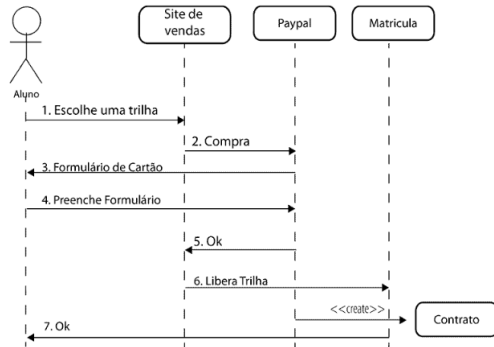 Site de
vendas
Paypal
Matricula
Aluno
1. Escolhe uma trilha
2. Compra
3. Formulário de Cartão
4. Preenche Formulário
5. Ok
6. Libera Trilha
<<create>>
Contrato
7. Ok